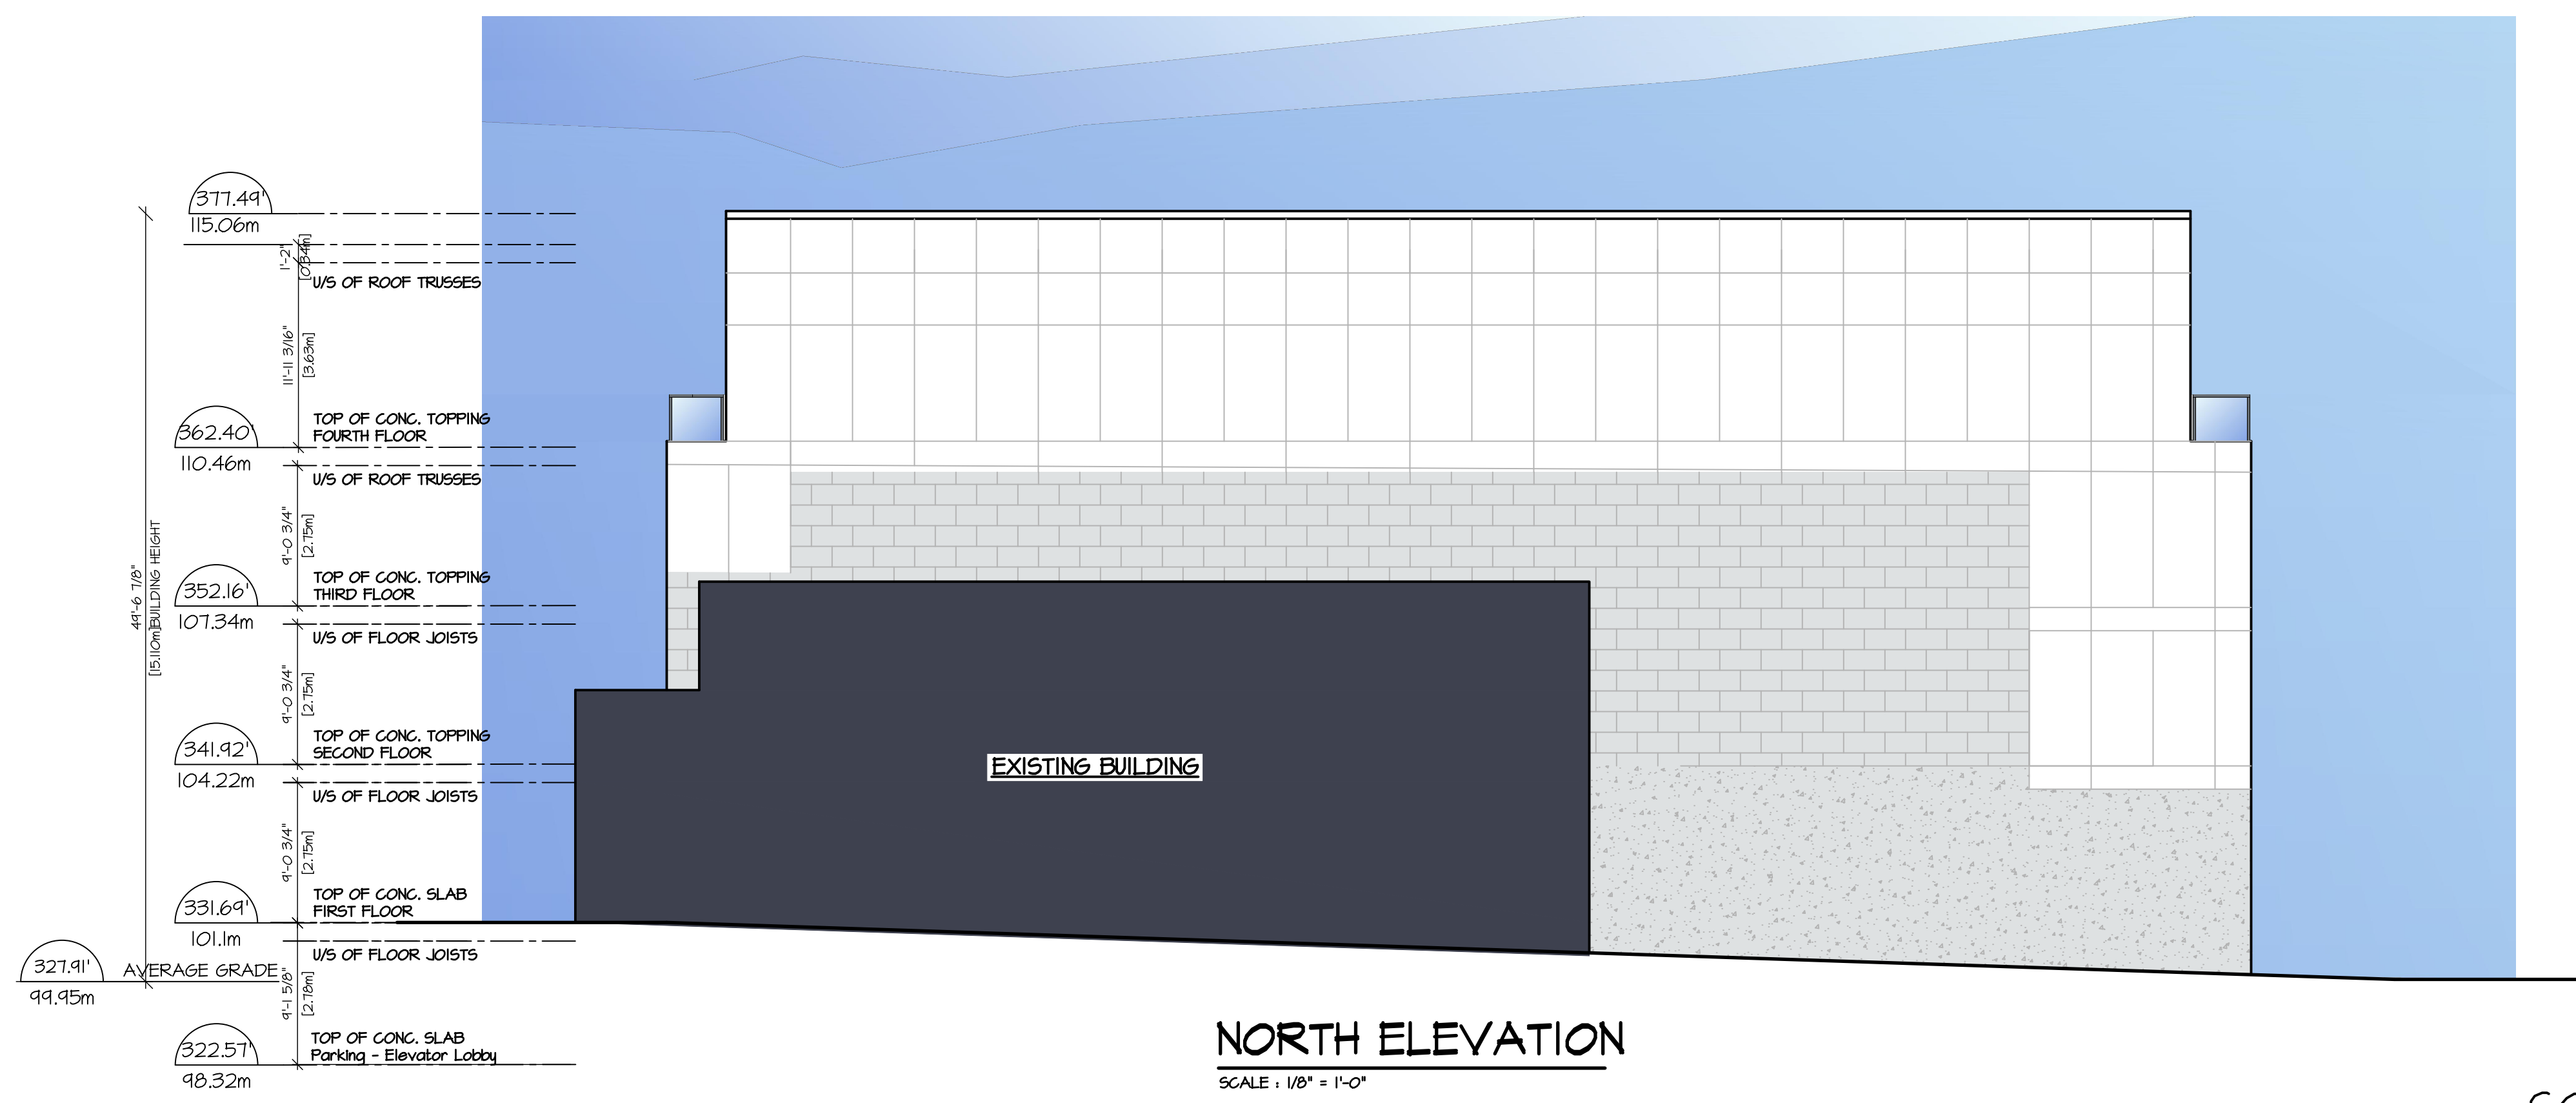 377.49'
115.06m
1'-2"
[0.34m]
U/S OF ROOF TRUSSES
11'-11 3/16"
[3.63m]
TOP OF CONC. TOPPING
FOURTH FLOOR
362.40'
110.46m
U/S OF ROOF TRUSSES
9'-0 3/4"
[2.75m]
49'-6 7/8"
[15.110m]BUILDING HEIGHT
TOP OF CONC. TOPPING
THIRD FLOOR
352.16'
107.34m
U/S OF FLOOR JOISTS
9'-0 3/4"
[2.75m]
TOP OF CONC. TOPPING
SECOND FLOOR
341.92'
104.22m
U/S OF FLOOR JOISTS
9'-0 3/4"
[2.75m]
TOP OF CONC. SLAB
FIRST FLOOR
331.69'
101.1m
U/S OF FLOOR JOISTS
327.91'
AVERAGE GRADE
99.95m
9'-1 5/8"
[2.78m]
TOP OF CONC. SLAB
Parking - Elevator Lobby
322.57'
98.32m
EXISTING BUILDING
NORTH ELEVATION
SCALE : 1/8" = 1'-0"